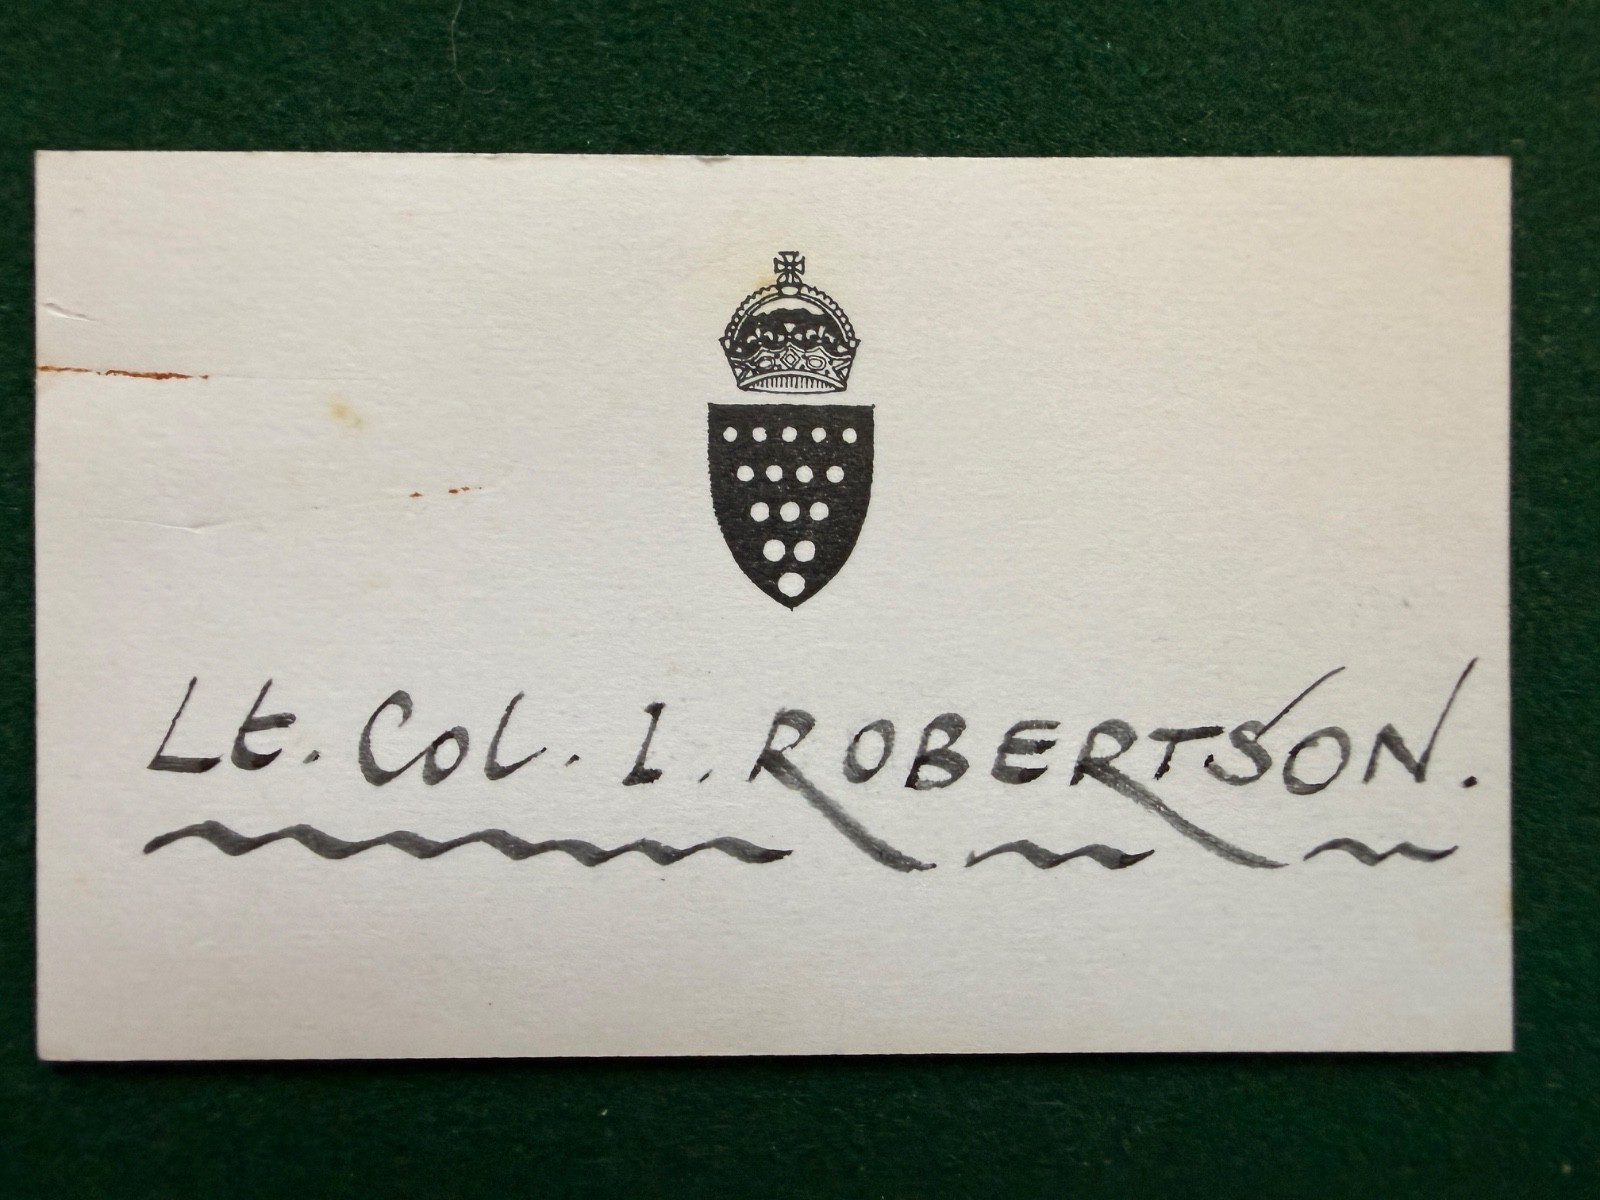 Lt. Col. I. ROBERTSON.